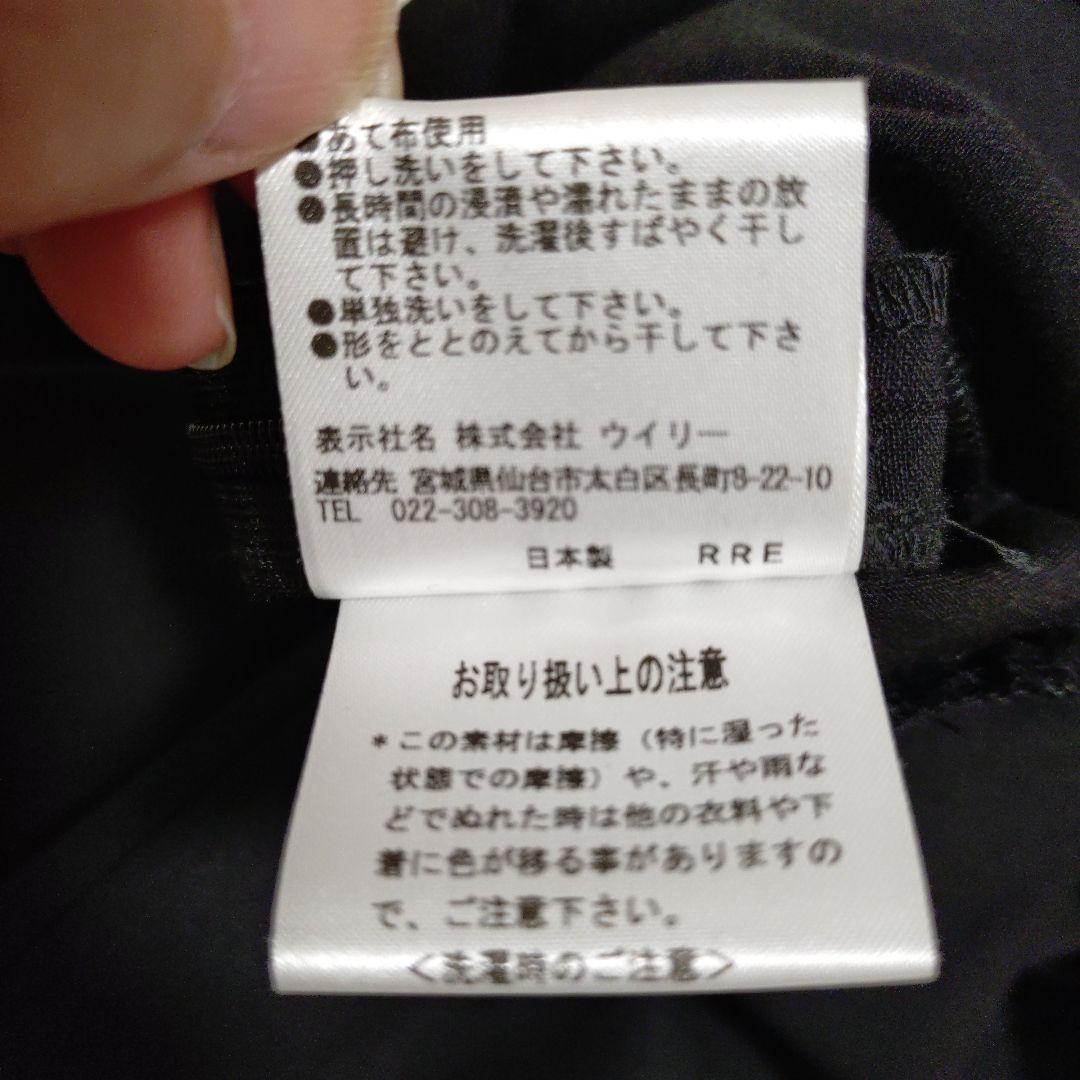 ●あて布使用
●押し洗いをして下さい。
●長時間の浸漬や濡れたままの放
置は避け、洗濯後すばやく干し
て下さい。
●単独洗いをして下さい。
●形をととのえてから干して下さ
い。
表示社名 株式会社 ウイリー
連絡先 宮城県仙台市太白区長町8-22-10
TEL 022-308-3920
日本製 RRE
お取り扱い上の注意
*この素材は摩擦（特に湿った
状態での摩擦）や、汗や雨な
どでぬれた時は他の衣料や下
着に色が移る事がありますの
で、ご注意下さい。
<洗濯時のご注意>